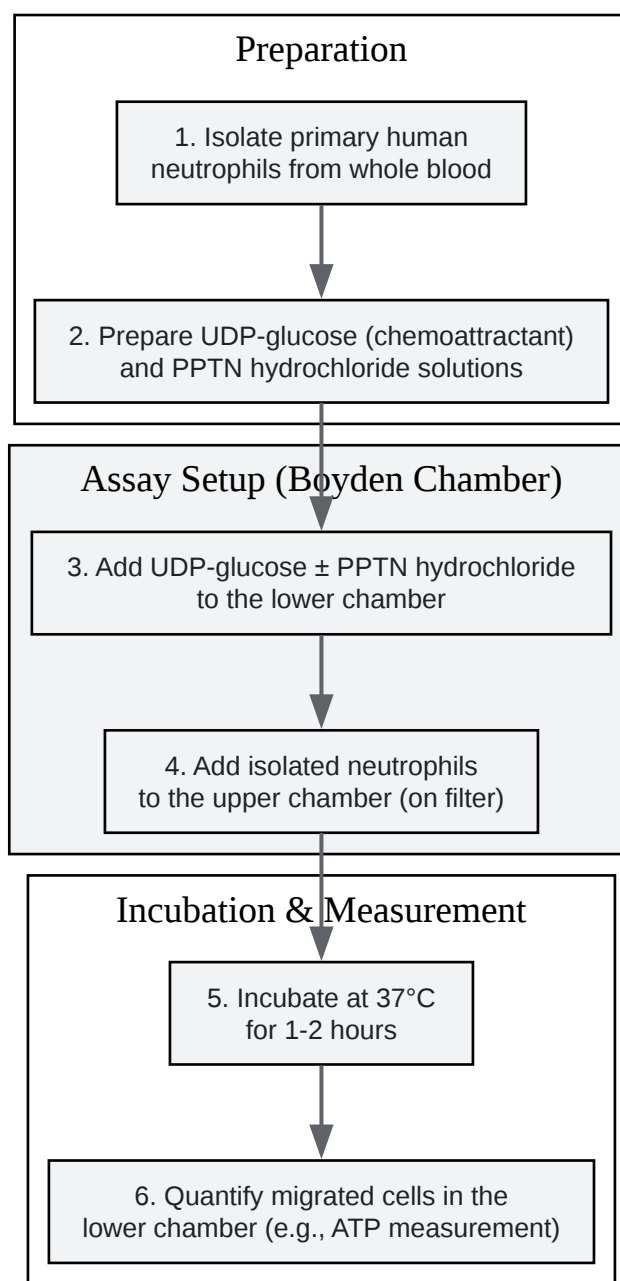 Preparation
1. Isolate primary human
neutrophils from whole blood
2. Prepare UDP-glucose (chemoattractant)
and PPTN hydrochloride solutions
Assay Setup (Boyden Chamber)
3. Add UDP-glucose ± PPTN hydrochloride
to the lower chamber
4. Add isolated neutrophils
to the upper chamber (on filter)
Incubation & Measurement
5. Incubate at 37°C
for 1-2 hours
6. Quantify migrated cells in the
lower chamber (e.g., ATP measurement)